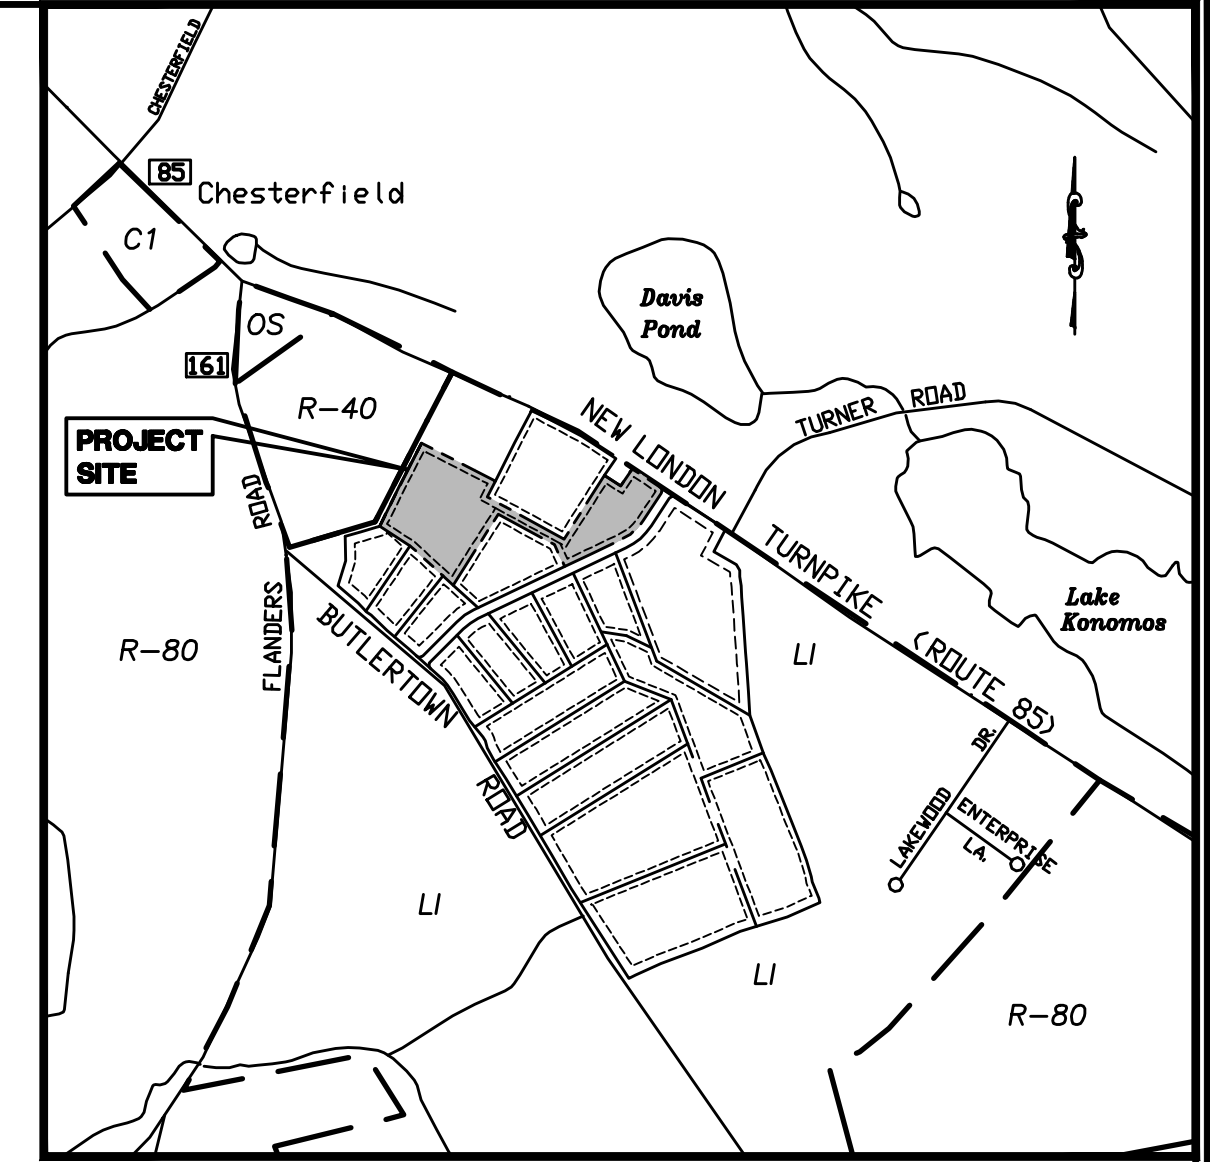 CHESTERFIELD
85
Chesterfield
C1
OS
161
R-40
PROJECT
SITE
Davis
Pond
TURNER ROAD
NEW LONDON TURNPIKE (ROUTE 85)
ROAD
FLANDERS
R-80
BUTLERTOWN ROAD
Lake
Konomos
LI
DR.
LAKEWOOD
ENTERPRISE
LA.
LI
LI
R-80